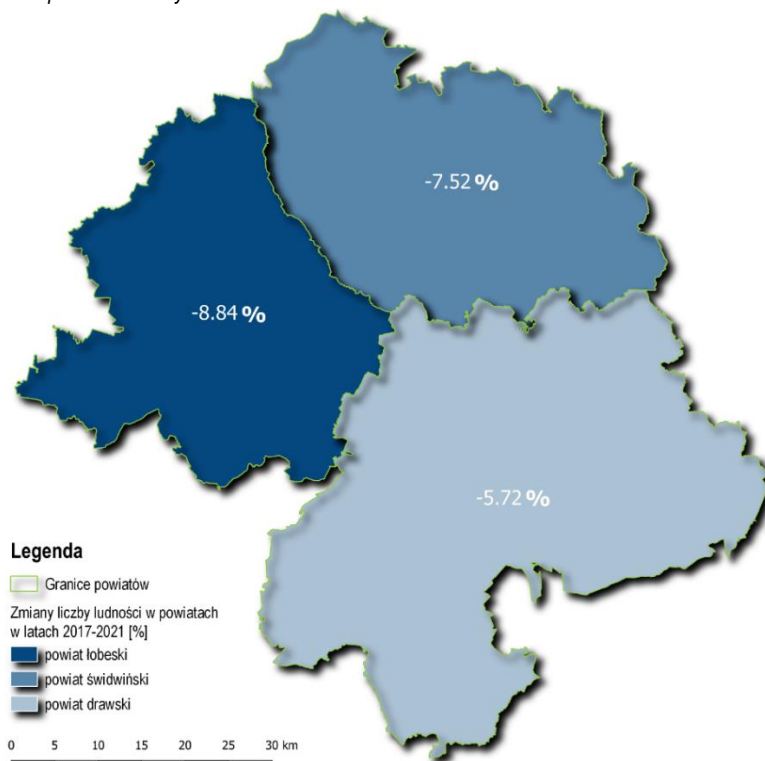 -7.52 %
-8.84 %
-5.72 %
Legenda
Granice powiatów
Zmiany liczby ludności w powiatach
w latach 2017-2021 [%]
powiat łobeski
powiat świdwiński
powiat drawski
0 5 10 15 20 25 30 km